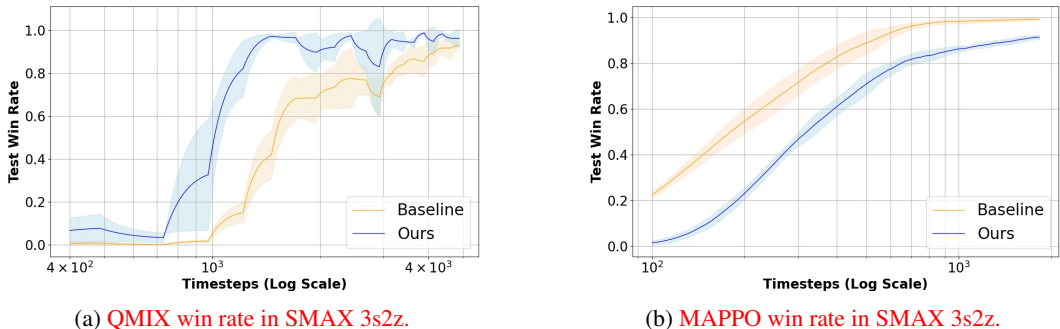 1.0
0.8
0.6
0.4
0.2
0.0
Test Win Rate
4 × 10²
10³
4 × 10³
Timesteps (Log Scale)
Baseline
Ours
(a) QMIX win rate in SMAX 3s2z.
1.0
0.8
0.6
0.4
0.2
0.0
Test Win Rate
10²
10³
Timesteps (Log Scale)
Baseline
Ours
(b) MAPPO win rate in SMAX 3s2z.